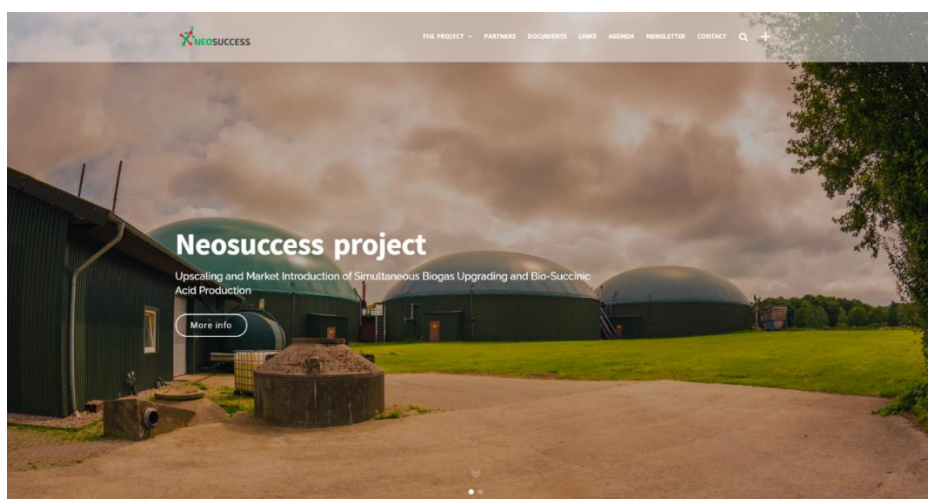 NEOSUCCESS
THE PROJECT PARTNERS DOCUMENTS LINKS AGENDA NEWSLETTER CONTACT
Neosuccess project
Upscaling and Market Introduction of Simultaneous Biogas Upgrading and Bio-Succinic
Acid Production
More info